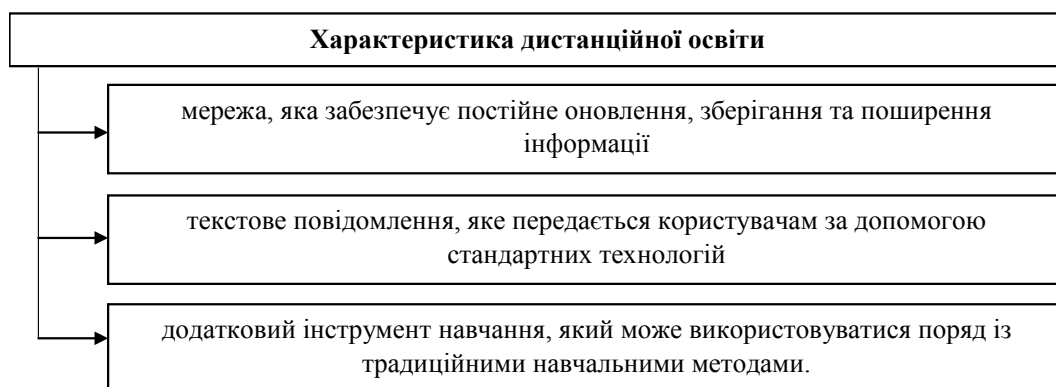 Характеристика дистанційної освіти
мережа, яка забезпечує постійне оновлення, зберігання та поширення
інформації
текстове повідомлення, яке передається користувачам за допомогою
стандартних технологій
додатковий інструмент навчання, який може використовуватися поряд із
традиційними навчальними методами.